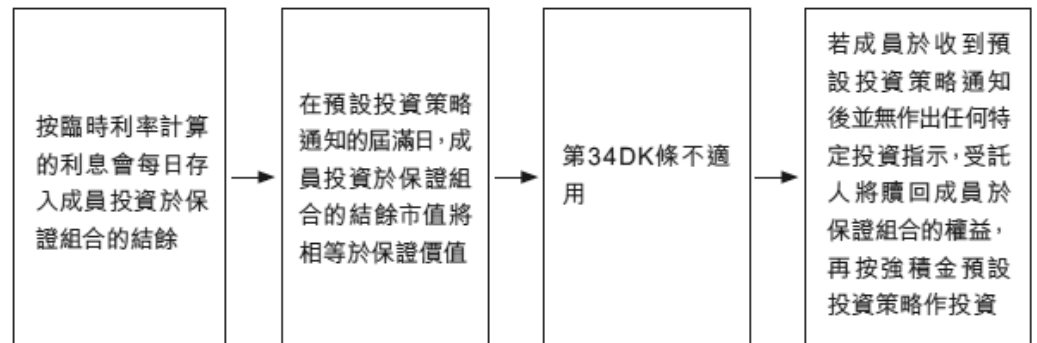 按臨時利率計算
的利息會每日存
入成員投資於保
證組合的結餘
在預設投資策略
通知的屆滿日，成
員投資於保證組
合的結餘市值將
相等於保證價值
第34DK條不適
用
若成員於收到預
設投資策略通知
後並無作出任何特
定投資指示，受託
人將贖回成員於
保證組合的權益，
再按強積金預設
投資策略作投資